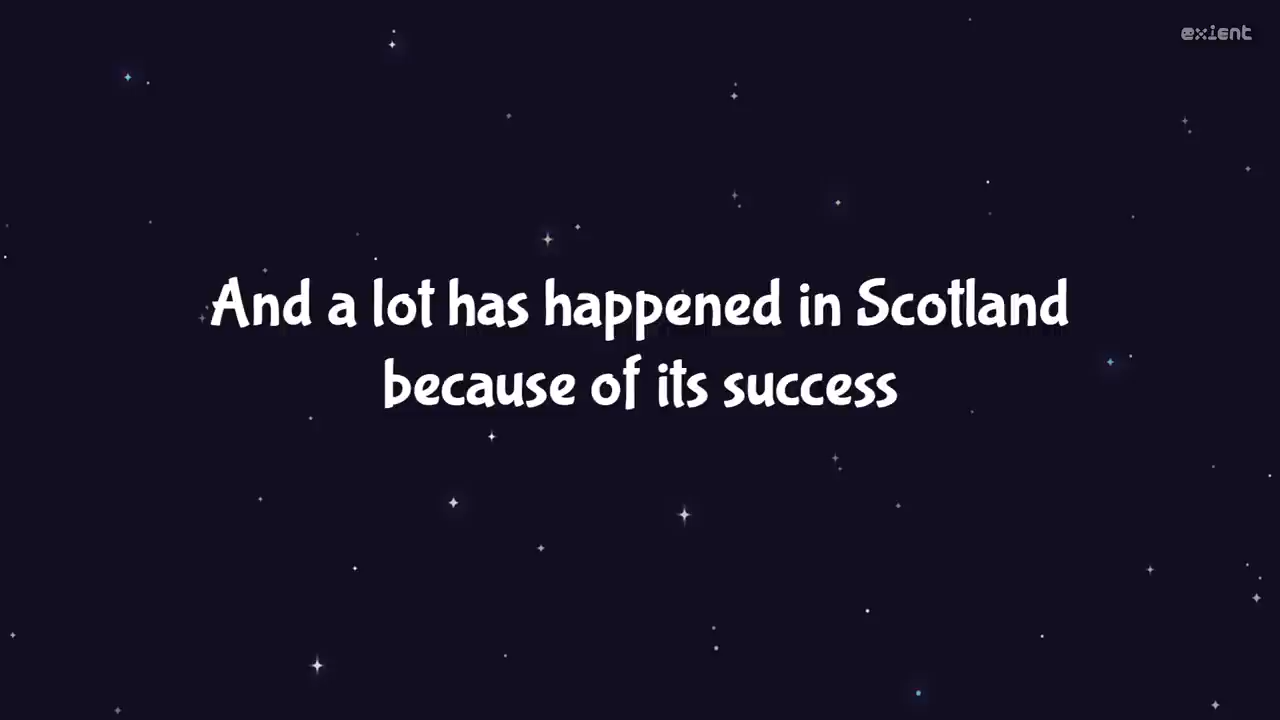 exient
And a lot has happened in Scotland
because of its success